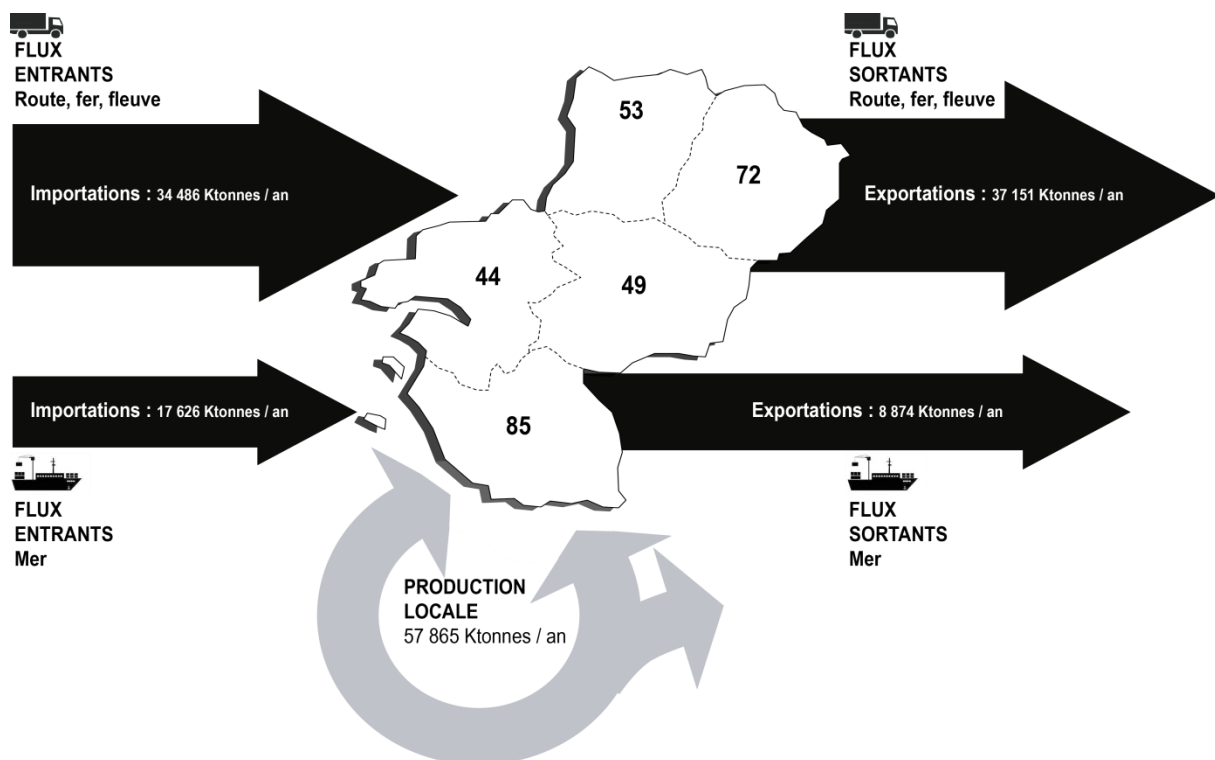 FLUX
ENTRANTS
Route, fer, fleuve
Importations : 34 486 Ktonnes / an
FLUX
SORTANTS
Route, fer, fleuve
Exportations : 37 151 Ktonnes / an
53
72
44
49
85
Importations : 17 626 Ktonnes / an
FLUX
ENTRANTS
Mer
Exportations : 8 874 Ktonnes / an
FLUX
SORTANTS
Mer
PRODUCTION
LOCALE
57 865 Ktonnes / an